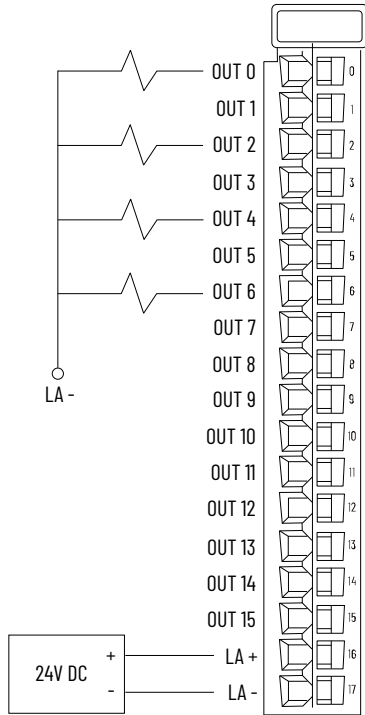 OUT 0 0
OUT 1 1
OUT 2 2
OUT 3 3
OUT 4 4
OUT 5 5
OUT 6 6
OUT 7 7
OUT 8 8
OUT 9 9
OUT 10 10
OUT 11 11
OUT 12 12
OUT 13 13
OUT 14 14
OUT 15 15
LA + 16
LA - 17
LA -
24V DC
+
-